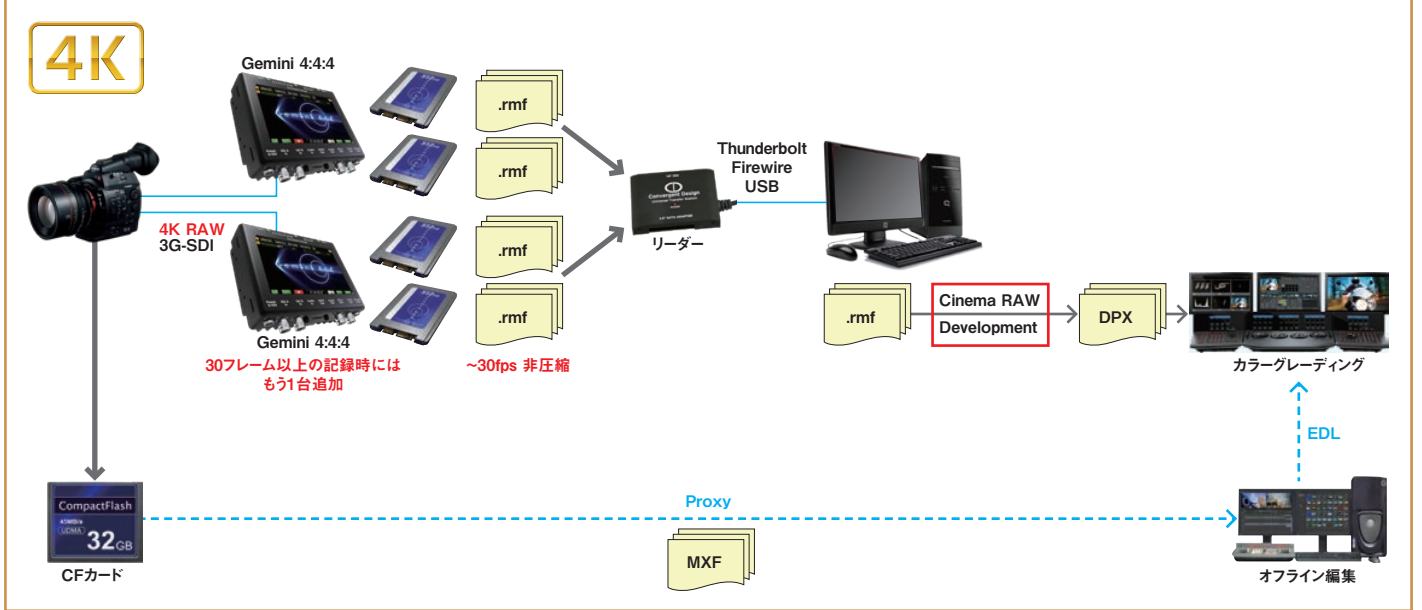 4K
Gemini 4:4:4
.rmf
.rmf
4K RAW
3G-SDI
.rmf
.rmf
Gemini 4:4:4
30フレーム以上の記録時には
もう1台追加
~30fps 非圧縮
Convergent Design
リーダー
Thunderbolt
Firewire
USB
.rmf
Cinema RAW
Development
DPX
カラーグレーディング
EDL
CompactFlash
45MB/s
UDMA
32GB
CFカード
Proxy
MXF
オフライン編集